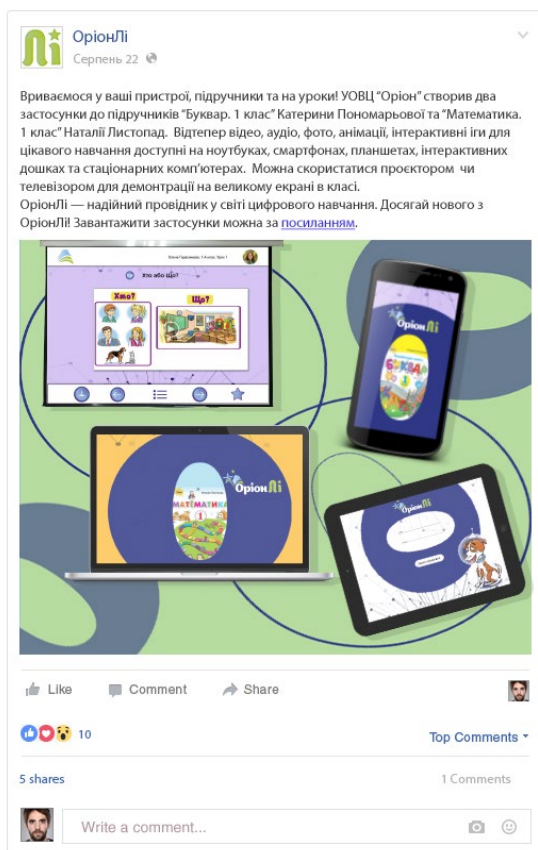 ОріонЛі
Серпень 22
Вриваємося у ваші пристрої, підручники та на уроки! УОВЦ "Оріон" створив два
застосунки до підручників "Буквар. 1 клас" Катерини Пономарьової та "Математика.
1 клас" Наталії Листопад. Відтепер відео, аудіо, фото, анімації, інтерактивні іги для
цікавого навчання доступні на ноутбуках, смартфонах, планшетах, інтерактивних
дошках та стаціонарних комп'ютерах. Можна скористатися проєктором чи
телевізором для демонтрації на великому екрані в класі.
ОріонЛі — надійний провідник у світі цифрового навчання. Досягай нового з
ОріонЛі! Завантажити застосунки можна за посиланням.
Хто або Що?
Хто?
Що?
ОріонЛі
БУКВАР
1
ОріонЛі
МАТЕМАТИКА
1
ОріонЛі
Like
Comment
Share
10
Top Comments
5 shares
1 Comments
Write a comment...